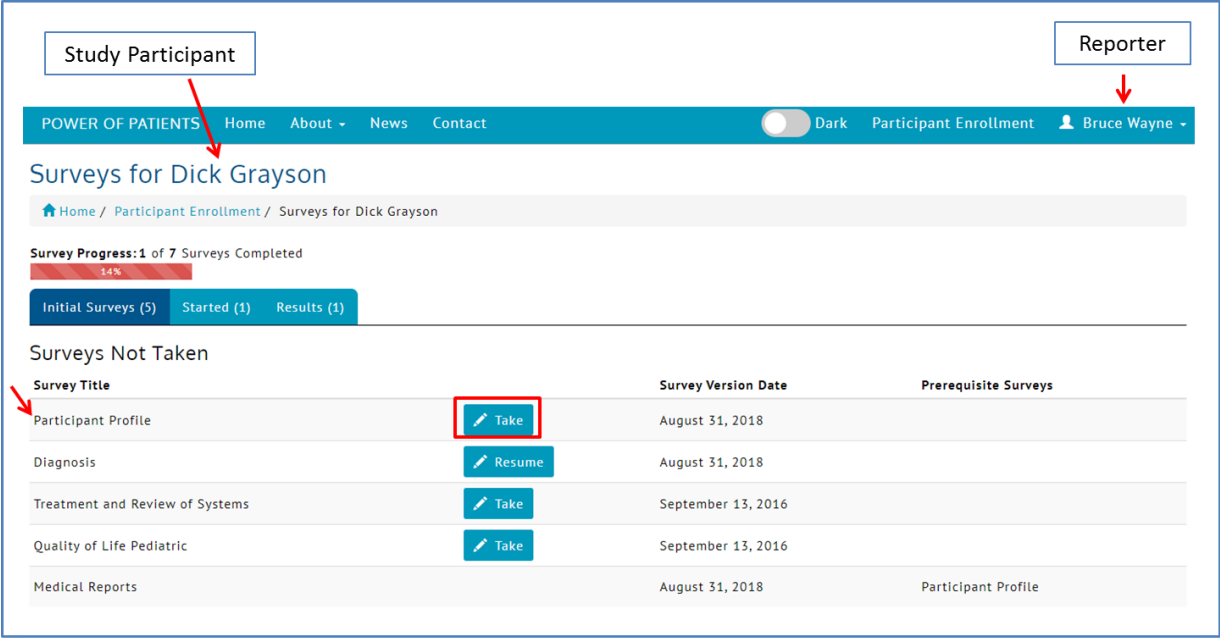 Study Participant
Reporter
POWER OF PATIENTS Home About News Contact Dark Participant Enrollment Bruce Wayne
Surveys for Dick Grayson
Home / Participant Enrollment / Surveys for Dick Grayson
Survey Progress: 1 of 7 Surveys Completed
14%
Initial Surveys (5) Started (1) Results (1)
Surveys Not Taken
Survey Title Survey Version Date Prerequisite Surveys
Participant Profile Take August 31, 2018
Diagnosis Resume August 31, 2018
Treatment and Review of Systems Take September 13, 2016
Quality of Life Pediatric Take September 13, 2016
Medical Reports August 31, 2018 Participant Profile